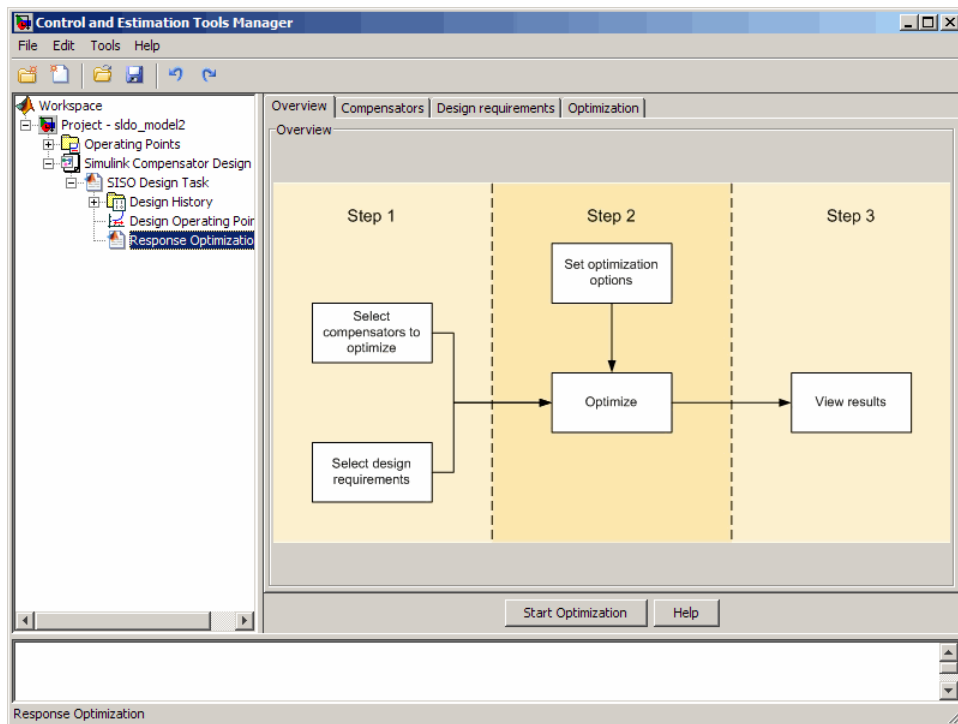 Control and Estimation Tools Manager
File Edit Tools Help
Workspace
Project - sldo_model2
Operating Points
Simulink Compensator Design
SISO Design Task
Design History
Design Operating Poin
Response Optimizatio
Overview Compensators Design requirements Optimization
Overview
Step 1
Step 2
Step 3
Set optimization
options
Select
compensators to
optimize
Optimize
View results
Select design
requirements
Start Optimization Help
Response Optimization